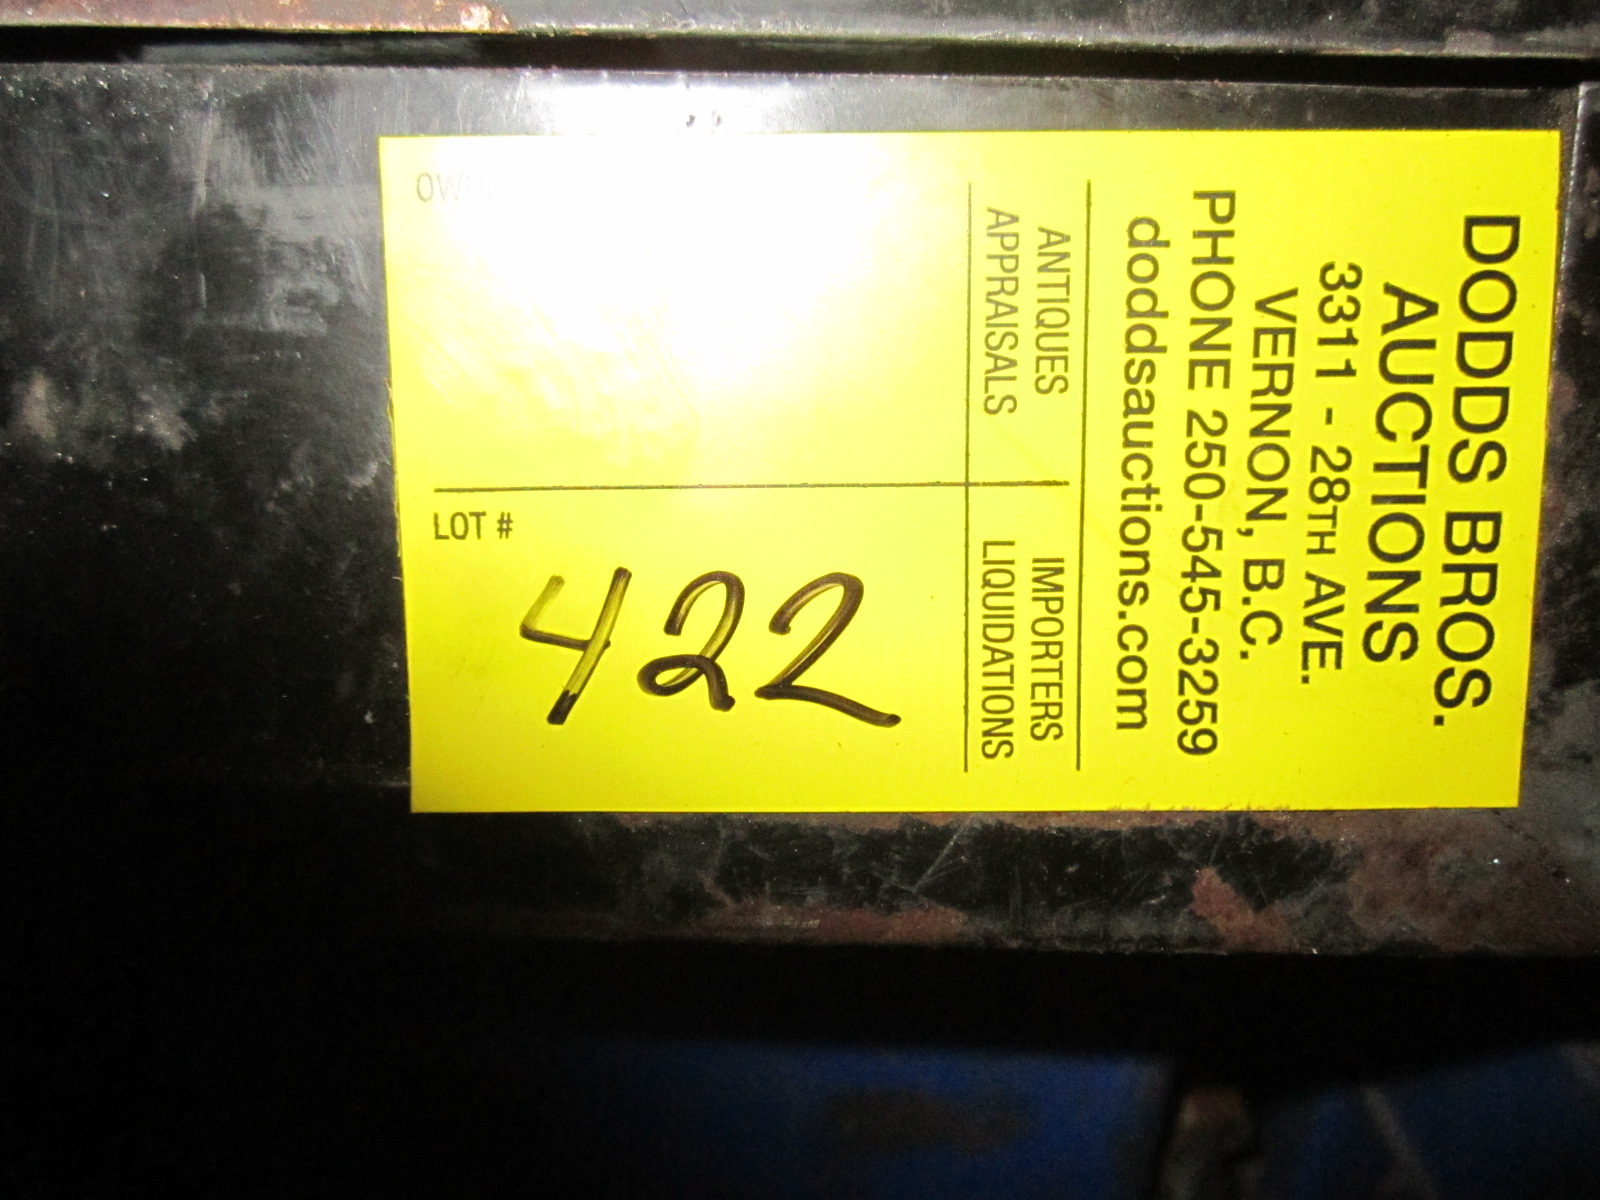 DODDS BROS.
AUCTIONS
3311 - 28TH AVE.
VERNON, B.C.
PHONE 250-545-3259
doddsauctions.com
ANTIQUES IMPORTERS
APPRAISALS LIQUIDATIONS
LOT #
422